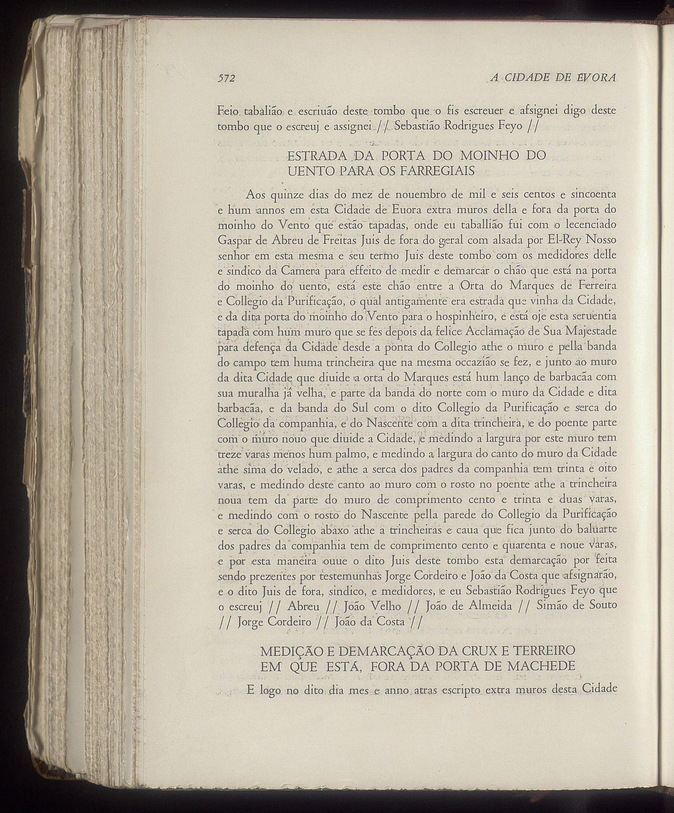 572 A CIDADE DE EVORA
Feio tabalião e escriuão deste tombo que o fis escreuer e afsignei digo deste
tombo que o escreuj e assignei // Sebastião Rodrigues Feyo //
ESTRADA DA PORTA DO MOINHO DO
UENTO PARA OS FARREGIAIS
Aos quinze dias do mez de nouembro de mil e seis centos e sincoenta
e hum annos em esta Cidade de Euora extra muros della e fora da porta do
moinho do Vento que estão tapadas, onde eu taballião fui com o lecenciado
Gaspar de Abreu de Freitas Juis de fora do geral com alsada por El-Rey Nosso
senhor em esta mesma e seu termo Juis deste tombo com os medidores delle
e sindico da Camera para effeito de medir e demarcar o chão que está na porta
do moinho do uento, está este chão entre a Orta do Marques de Ferreira
e Collegio da Purificação, o qual antigamente era estrada que vinha da Cidade,
e da dita porta do moinho do Vento para o hospinheiro, e está oje esta seruentia
tapada com hum muro que se fes depois da felice Acclamação de Sua Majestade
para defença da Cidade desde a ponta do Collegio athe o muro e pella banda
do campo tem huma trincheira que na mesma occazião se fez, e junto ao muro
da dita Cidade que diuide a orta do Marques está hum lanço de barbacãa com
sua muralha já velha, e parte da banda do norte com o muro da Cidade e dita
barbacãa, e da banda do Sul com o dito Collegio da Purificação e serca do
Collegio da companhia, e do Nascente com a dita trincheira, e do poente parte
com o muro nouo que diuide a Cidade, e medindo a largura por este muro tem
treze varas menos hum palmo, e medindo a largura do canto do muro da Cidade
athe sima do velado, e athe a serca dos padres da companhia tem trinta e oito
varas, e medindo deste canto ao muro com o rosto no poente athe a trincheira
noua tem da parte do muro de comprimento cento e trinta e duas varas,
e medindo com o rosto do Nascente pella parede do Collegio da Purificação
e serca do Collegio abaxo athe a trincheiras e caua que fica junto do baluarte
dos padres da companhia tem de comprimento cento e quarenta e noue varas,
e por esta maneira ouue o dito Juis deste tombo esta demarcação por feita
sendo prezentes por testemunhas Jorge Cordeiro e João da Costa que afsignarão,
e o dito Juis de fora, sindico, e medidores, e eu Sebastião Rodrigues Feyo que
o escreuj // Abreu // João Velho // João de Almeida // Simão de Souto
// Jorge Cordeiro // João da Costa //
MEDIÇÃO E DEMARCAÇÃO DA CRUX E TERREIRO
EM QUE ESTÁ, FORA DA PORTA DE MACHEDE
E logo no dito dia mes e anno atras escripto extra muros desta Cidade